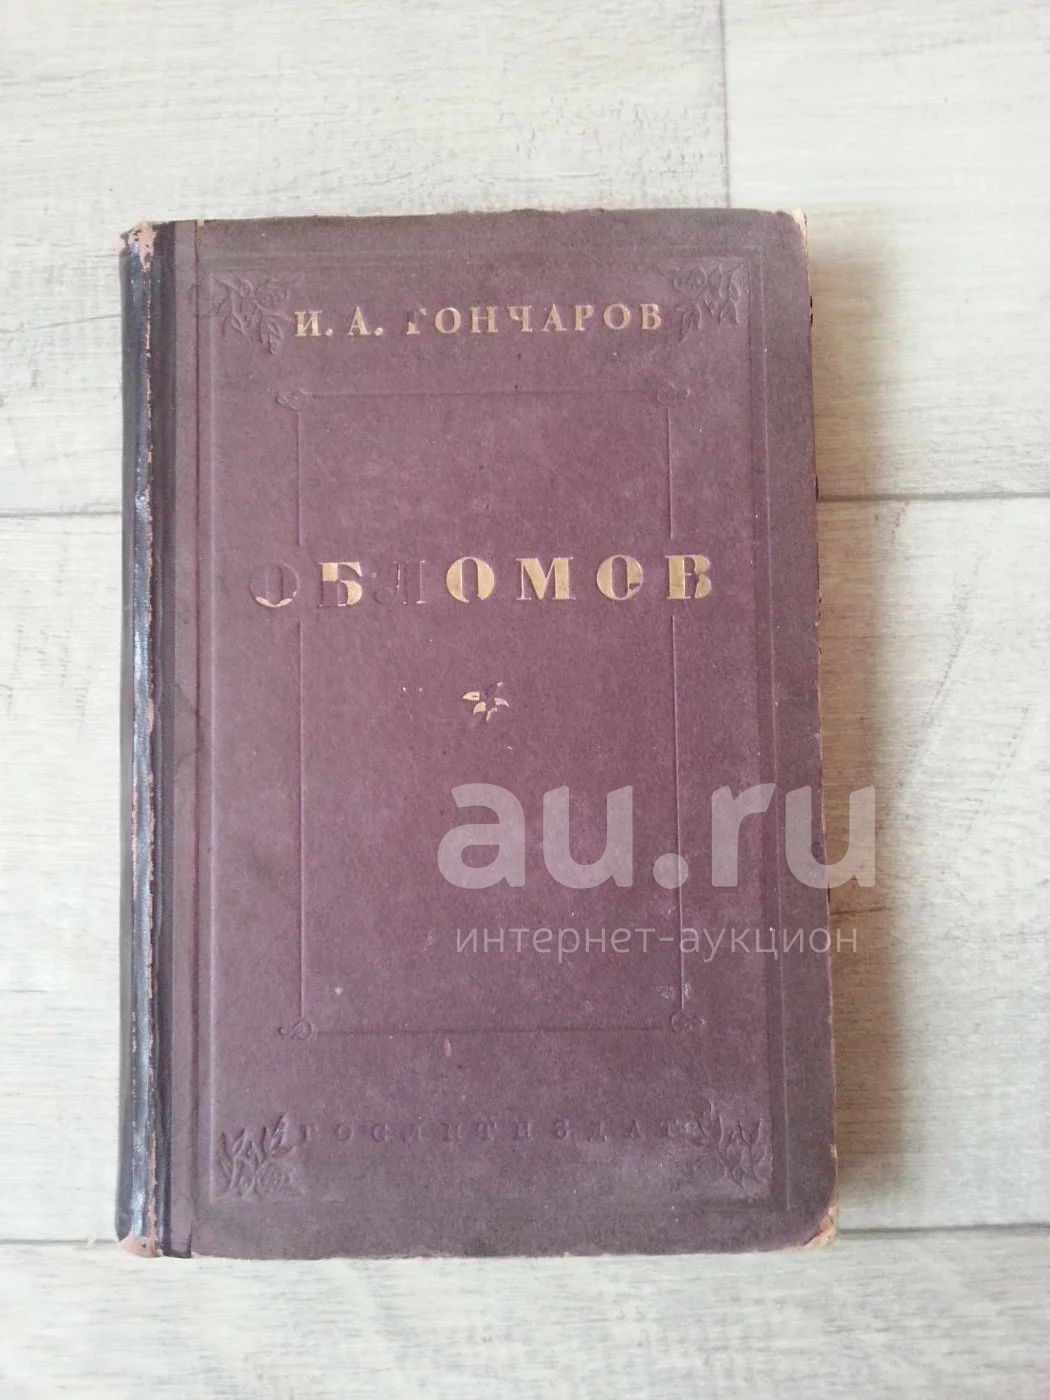 И. А. ГОНЧАРОВ
ОБЛОМОВ
au.ru
интернет-аукцион
ГОСЛИТИЗДАТ